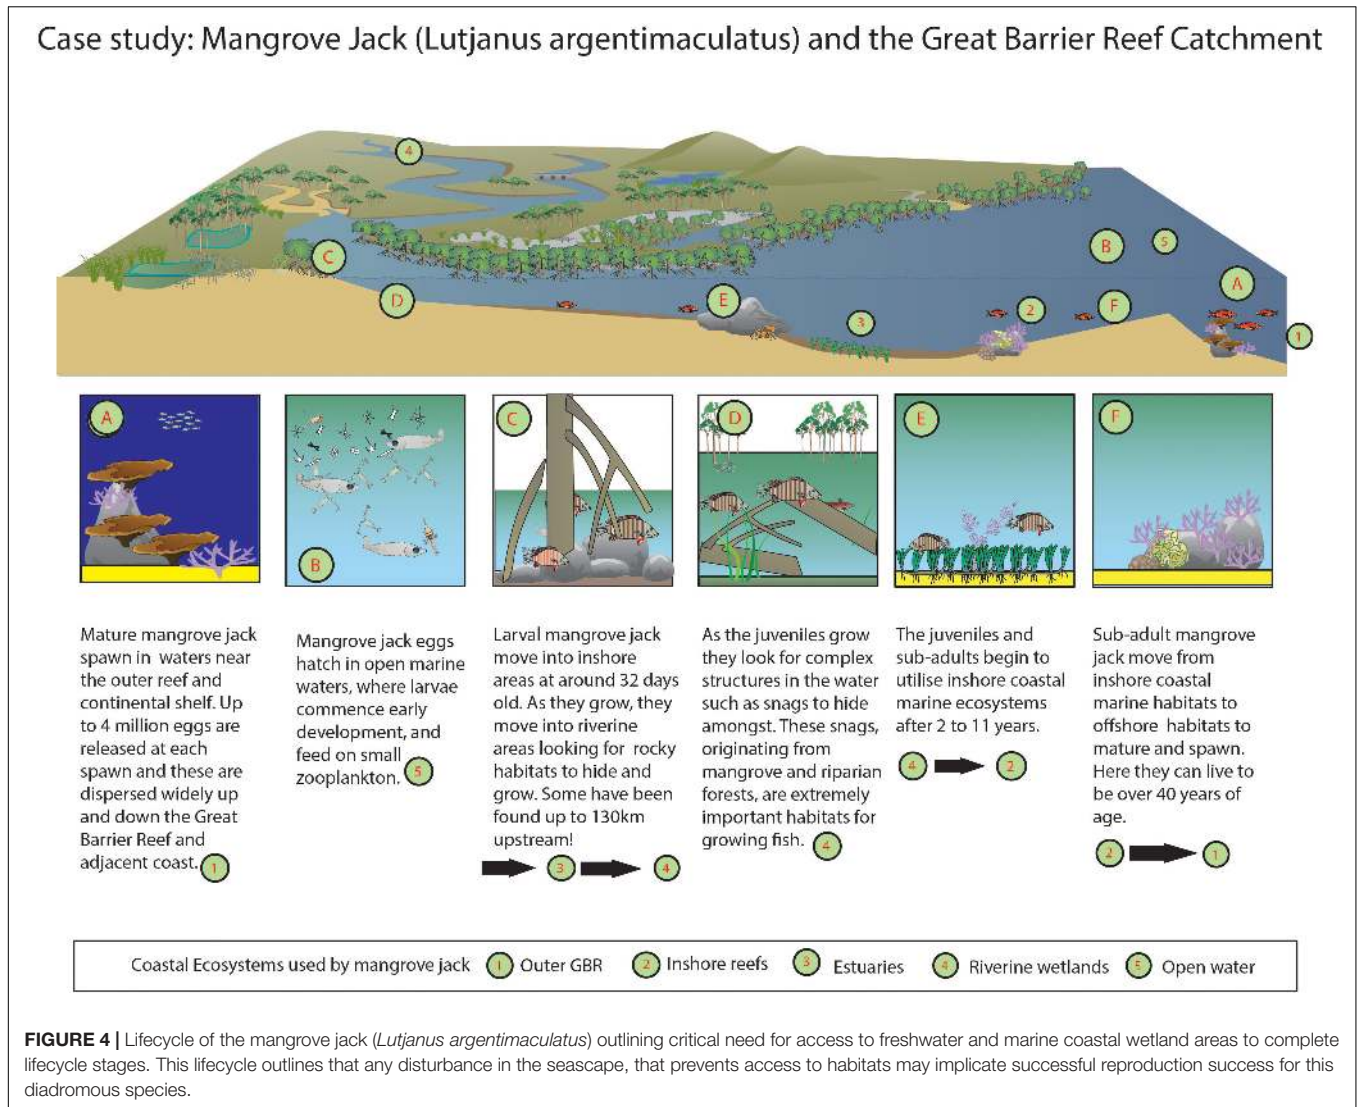 Case study: Mangrove Jack (Lutjanus argentimaculatus) and the Great Barrier Reef Catchment
4
C
B
5
A
D
E
F
2
3
1
A
B
C
D
E
F
Mature mangrove jack
spawn in waters near
the outer reef and
continental shelf. Up
to 4 million eggs are
released at each
spawn and these are
dispersed widely up
and down the Great
Barrier Reef and
adjacent coast. 1
Mangrove jack eggs
hatch in open marine
waters, where larvae
commence early
development, and
feed on small
zooplankton. 5
Larval mangrove jack
move into inshore
areas at around 32 days
old. As they grow, they
move into riverine
areas looking for rocky
habitats to hide and
grow. Some have been
found up to 130km
upstream!
3 4
As the juveniles grow
they look for complex
structures in the water
such as snags to hide
amongst. These snags,
originating from
mangrove and riparian
forests, are extremely
important habitats for
growing fish. 4
The juveniles and
sub-adults begin to
utilise inshore coastal
marine ecosystems
after 2 to 11 years.
4 2
Sub-adult mangrove
jack move from
inshore coastal
marine habitats to
offshore habitats to
mature and spawn.
Here they can live to
be over 40 years of
age.
2 1
Coastal Ecosystems used by mangrove jack 1 Outer GBR 2 Inshore reefs 3 Estuaries 4 Riverine wetlands 5 Open water
FIGURE 4 | Lifecycle of the mangrove jack (Lutjanus argentimaculatus) outlining critical need for access to freshwater and marine coastal wetland areas to complete
lifecycle stages. This lifecycle outlines that any disturbance in the seascape, that prevents access to habitats may implicate successful reproduction success for this
diadromous species.